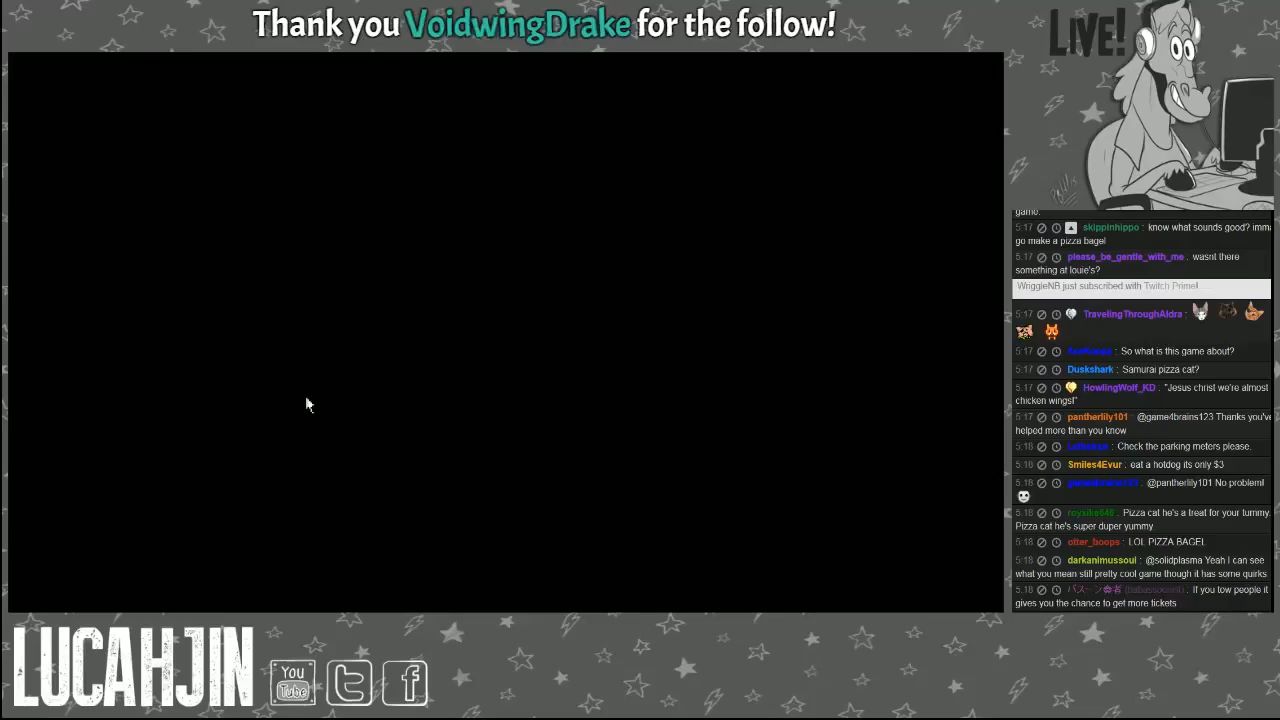 Thank you VoidwingDrake for the follow!
LIVE!
game.
5:17 skippinhippo: know what sounds good? imma
go make a pizza bagel
5:17 please_be_gentle_with_me: wasnt there
something at louie's?
WriggleNB just subscribed with Twitch Prime!
5:17 TravelingThroughAldra:
5:17 : So what is this game about?
5:17 Duskshark: Samurai pizza cat?
5:17 HowlingWolf_KD: "Jesus christ we're almost
chicken wings!"
5:17 pantherlily101: @game4brains123 Thanks you've
helped more than you know
5:18 : Check the parking meters please.
5:18 Smiles4Evur: eat a hotdog its only $3
5:18 game4brains123: @pantherlily101 No problem!
5:18 : Pizza cat he's a treat for your tummy.
Pizza cat he's super duper yummy
5:18 otter_boops: LOL PIZZA BAGEL
5:18 darkanimussoul: @solidplasma Yeah I can see
what you mean still pretty cool game though it has some quirks
5:18 : If you tow people it
gives you the chance to get more tickets
LUCAHJIN
You
Tube